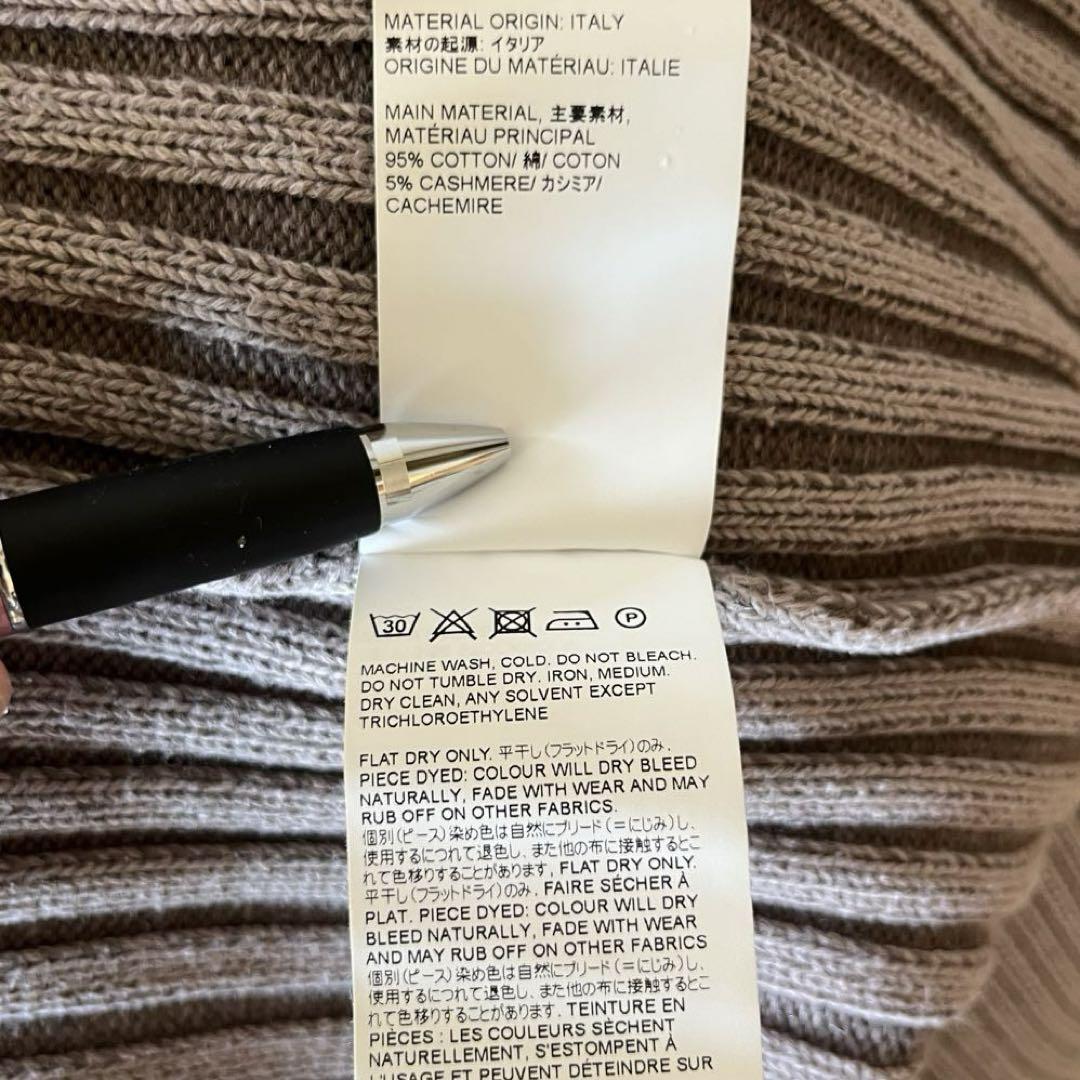 MATERIAL ORIGIN: ITALY
素材の起源: イタリア
ORIGINE DU MATÉRIAU: ITALIE
MAIN MATERIAL, 主要素材,
MATÉRIAU PRINCIPAL
95% COTTON/ 綿/ COTON
5% CASHMERE/ カシミア/
CACHEMIRE
30 P
MACHINE WASH, COLD. DO NOT BLEACH.
DO NOT TUMBLE DRY. IRON, MEDIUM.
DRY CLEAN, ANY SOLVENT EXCEPT
TRICHLOROETHYLENE
FLAT DRY ONLY. 平干し(フラットドライ)のみ.
PIECE DYED: COLOUR WILL DRY BLEED
NATURALLY, FADE WITH WEAR AND MAY
RUB OFF ON OTHER FABRICS.
個別(ピース)染め色は自然にブリード(=にじみ)し、
使用するにつれて退色し、また他の布に接触するとこ
れて色移りすることがあります, FLAT DRY ONLY.
平干し(フラットドライ)のみ. FAIRE SÉCHER À
PLAT. PIECE DYED: COLOUR WILL DRY
BLEED NATURALLY, FADE WITH WEAR
AND MAY RUB OFF ON OTHER FABRICS
個別(ピース)染め色は自然にブリード(=にじみ)し、
使用するにつれて退色し、また他の布に接触するとこ
れて色移りすることがあります. TEINTURE EN
PIÈCES : LES COULEURS SÈCHENT
NATURELLEMENT, S'ESTOMPENT À
L'USAGE ET PEUVENT DÉTEINDRE SUR